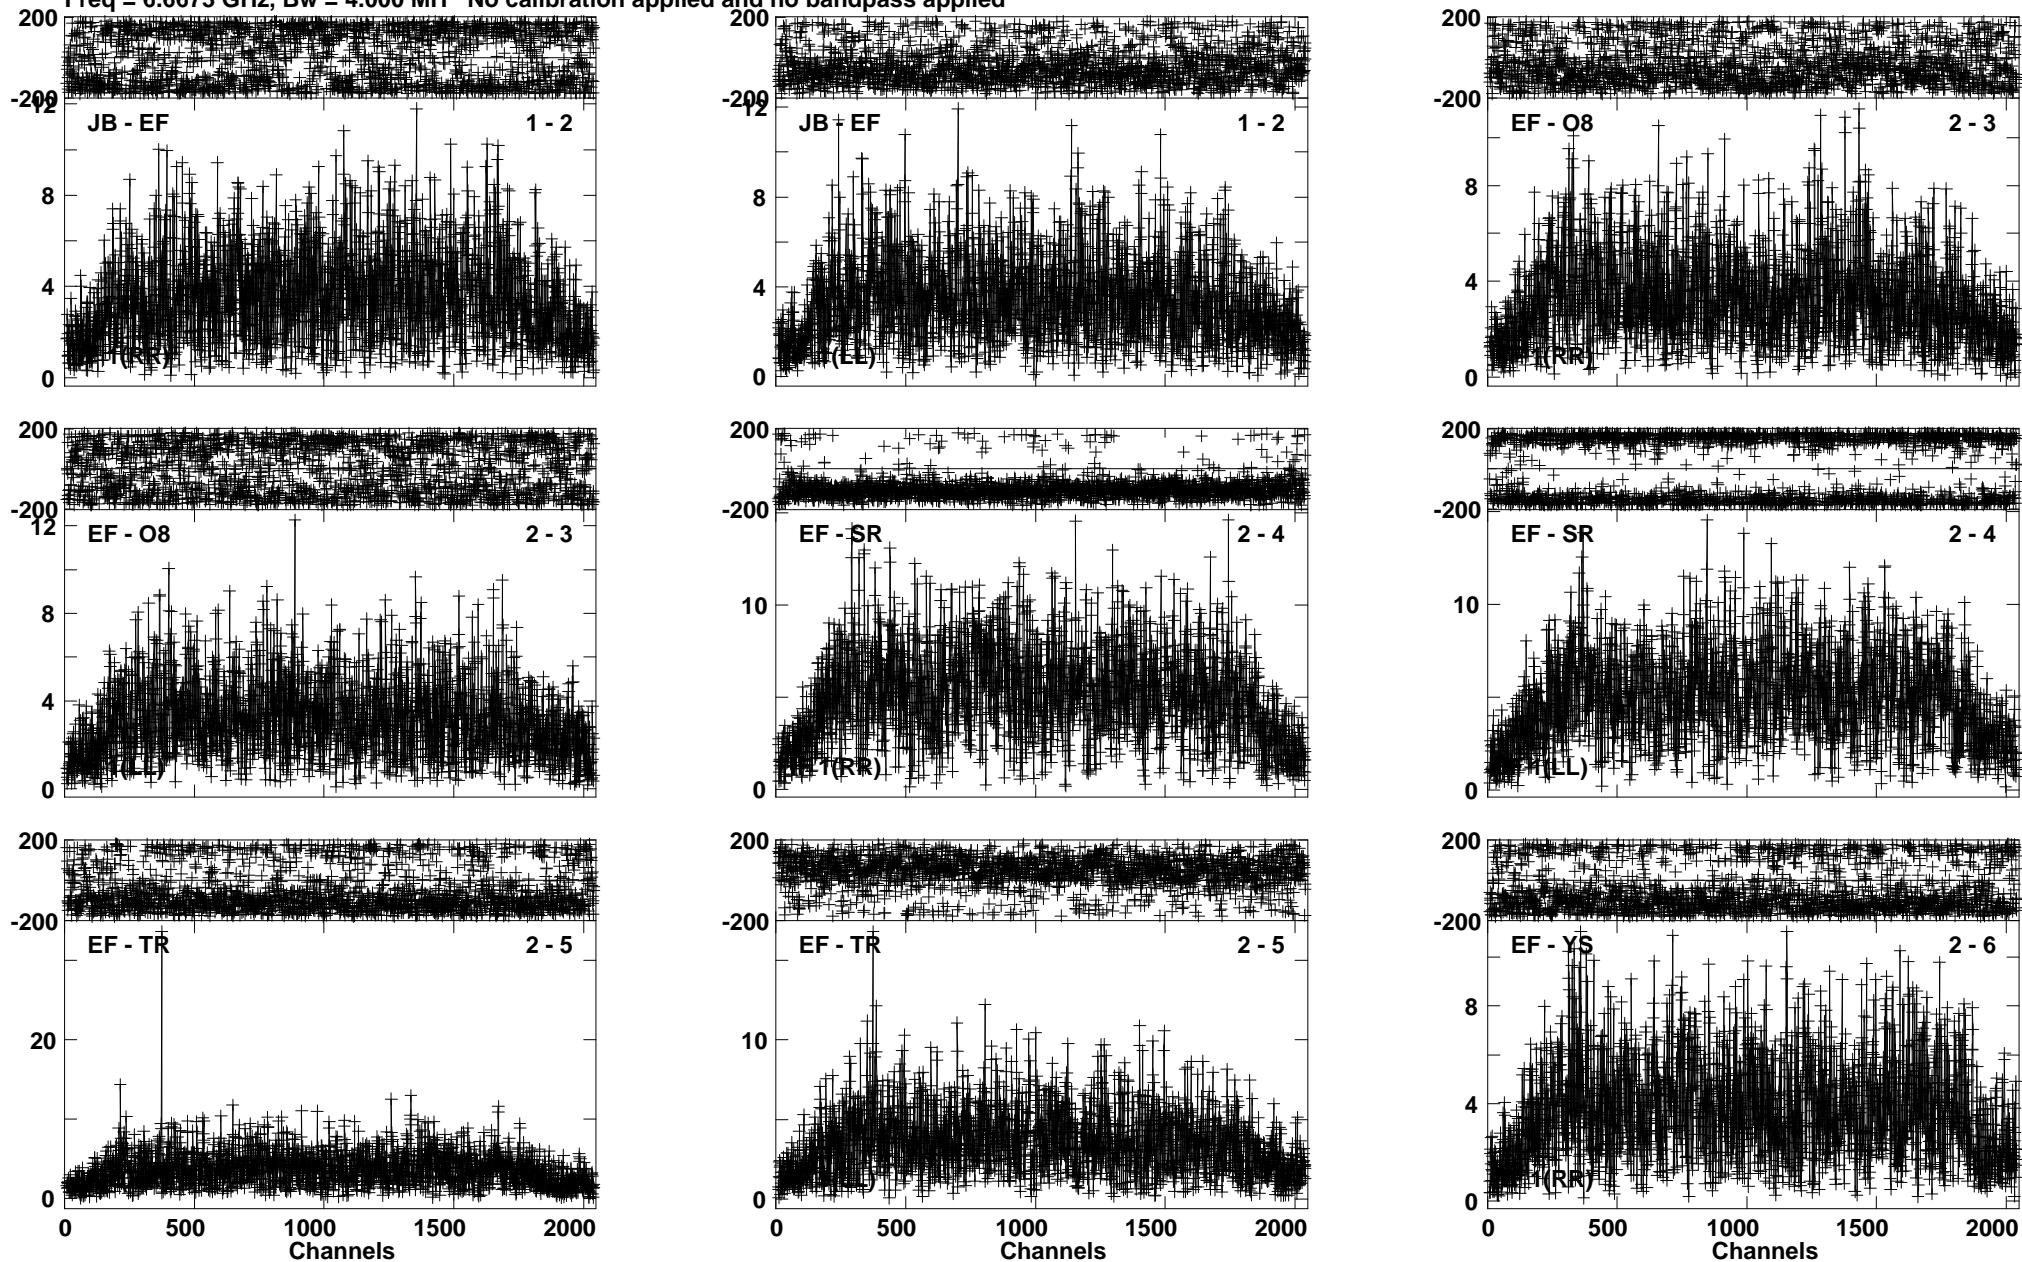 Freq = 6.6675 GHz, Bw = 4.000 MH No calibration applied and no bandpass applied
200
-200
12
8
4
0
JB - EF
1 - 2
1(RR)
200
-200
12
8
4
0
JB - EF
1 - 2
1(LL)
200
-200
8
4
0
EF - O8
2 - 3
1(RR)
200
-200
12
8
4
0
EF - O8
2 - 3
1(LL)
200
-200
10
0
EF - SR
2 - 4
1(RR)
200
-200
10
0
EF - SR
2 - 4
1(LL)
200
-200
20
0
EF - TR
2 - 5
0 500 1000 1500 2000
Channels
200
-200
10
0
EF - TR
2 - 5
0 500 1000 1500 2000
Channels
200
-200
8
4
0
EF - YS
2 - 6
1(RR)
0 500 1000 1500 2000
Channels